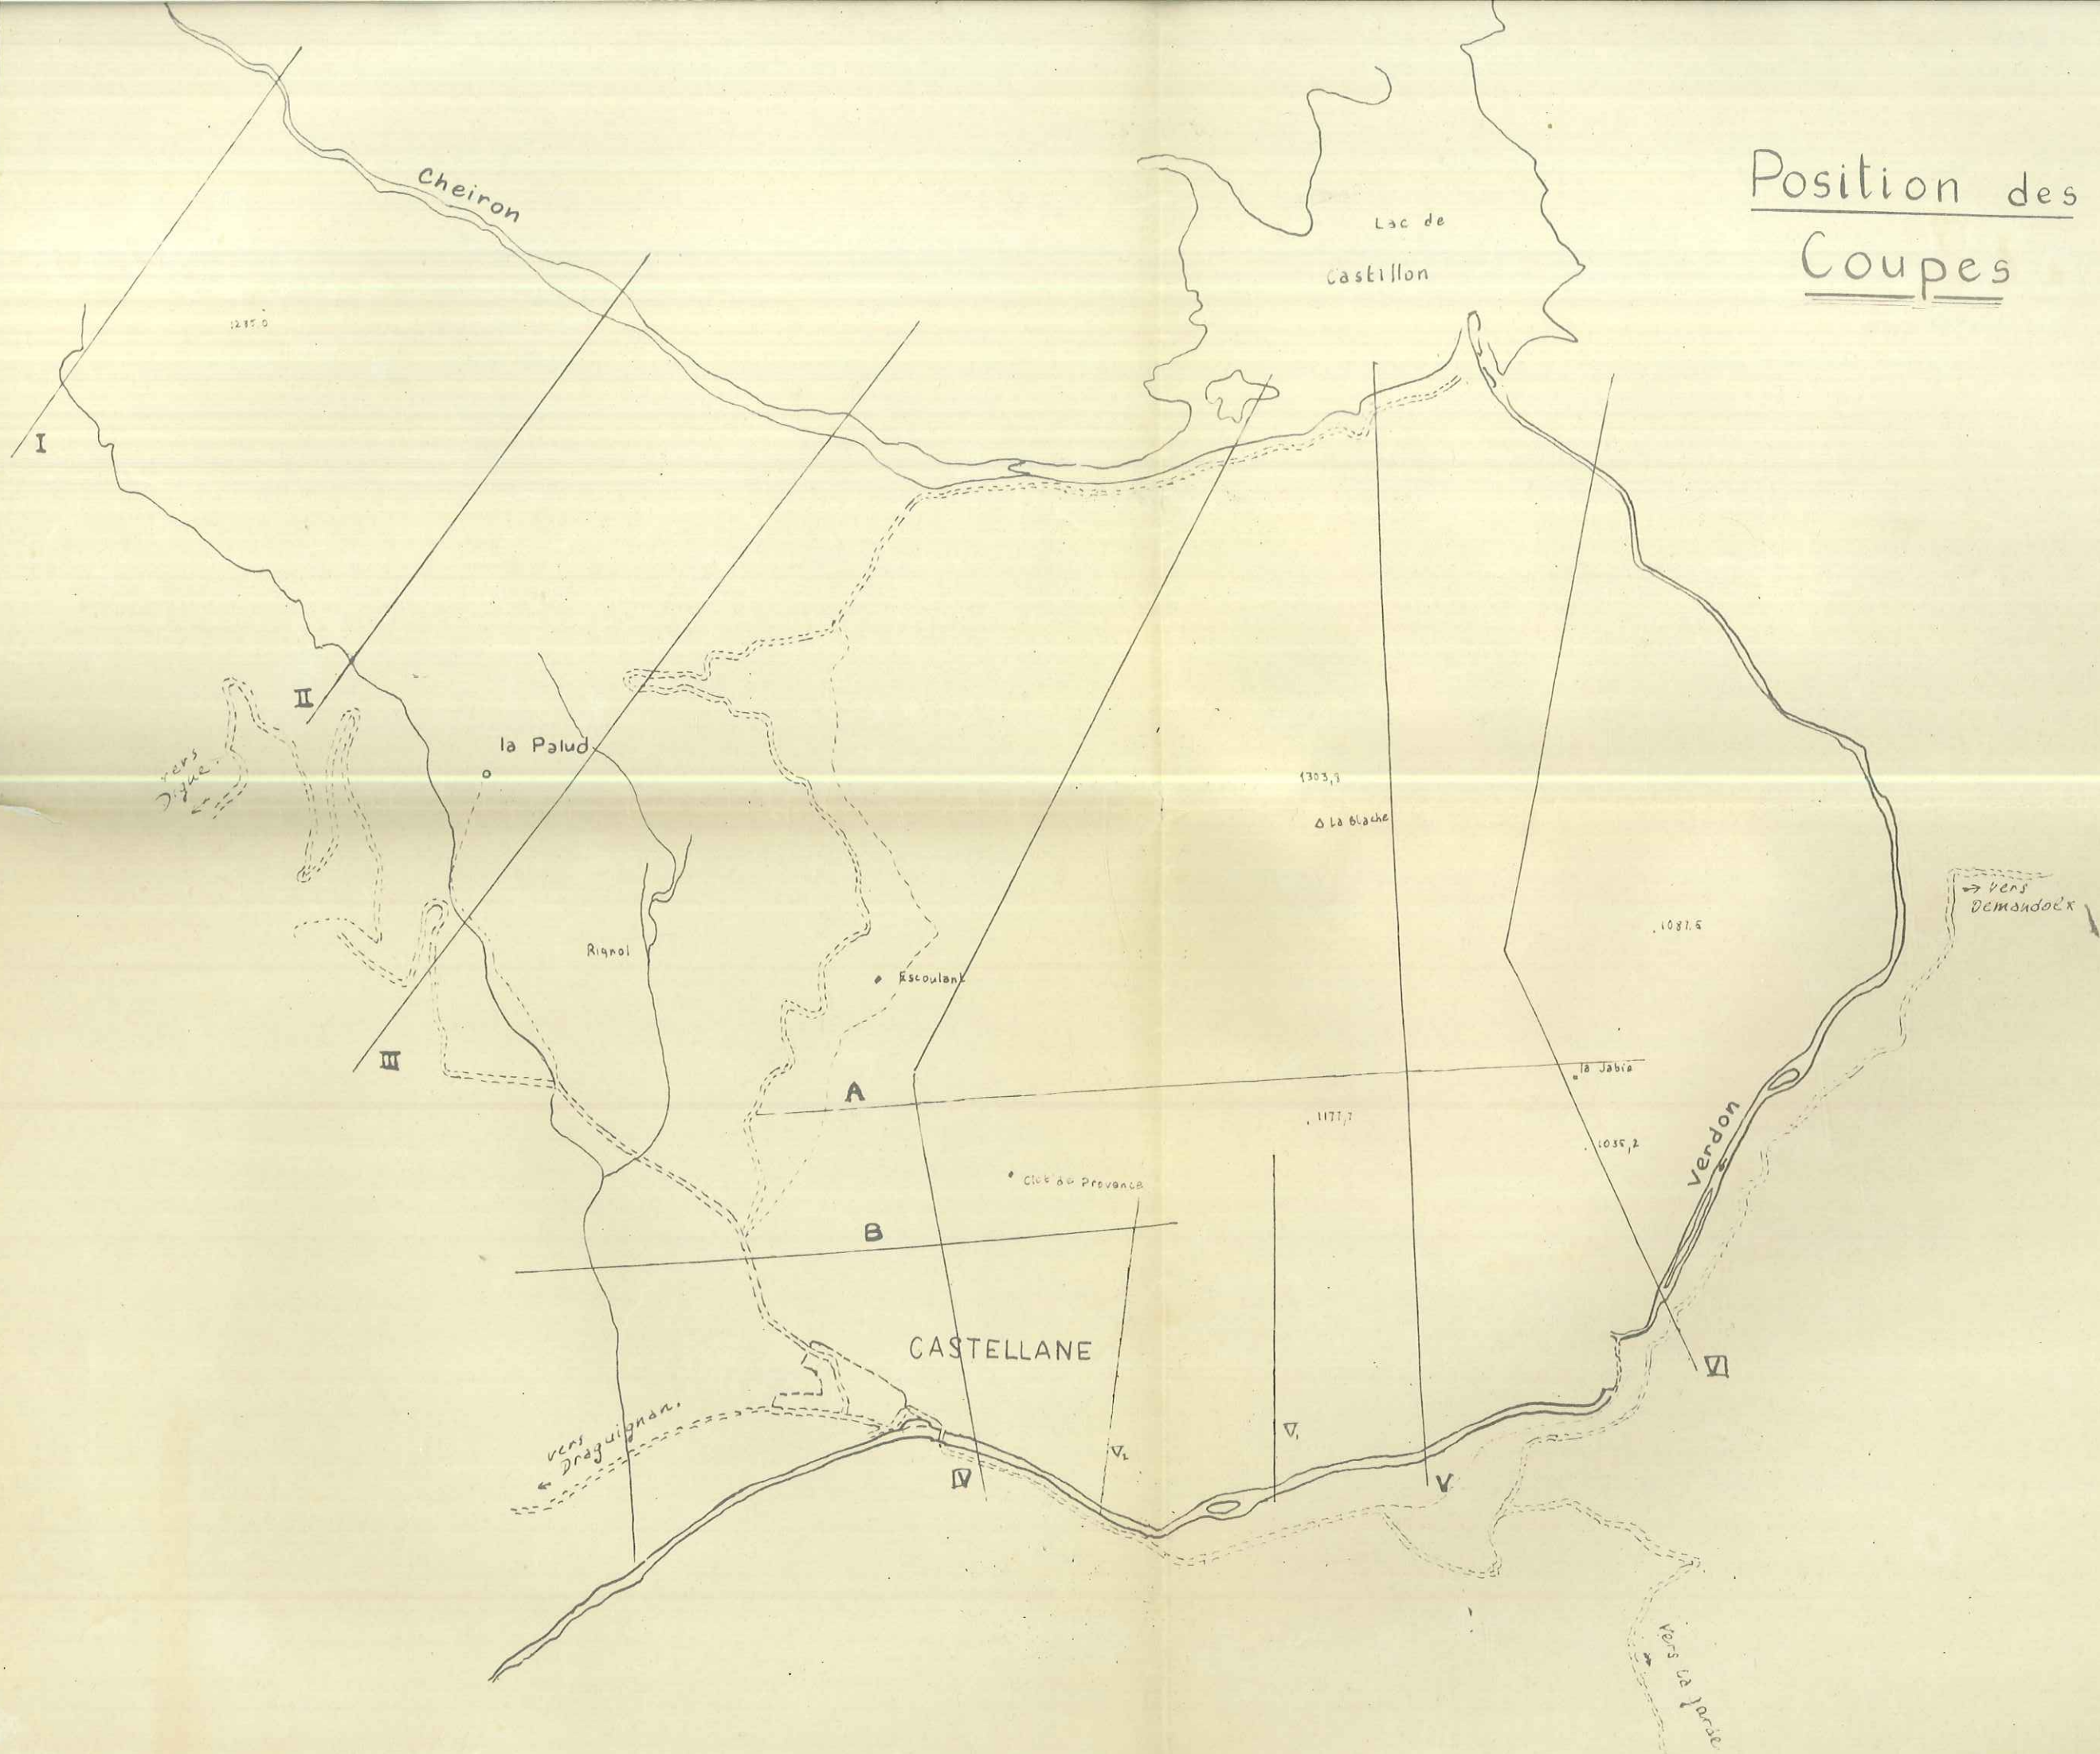 Position des
Coupes
Cheiron
Lac de
Castillon
I
II
la Palud
vers
Digne
1303,9
△ La Blache
→ vers
Demandolx
1087,6
Rignol
Escoulant
III
A
la Jabie
1177,7
1035,2
Verdon
Clot de Provence
B
CASTELLANE
VI
vers
Draguignan.
←
V1
V2
IV
V
vers la Garde